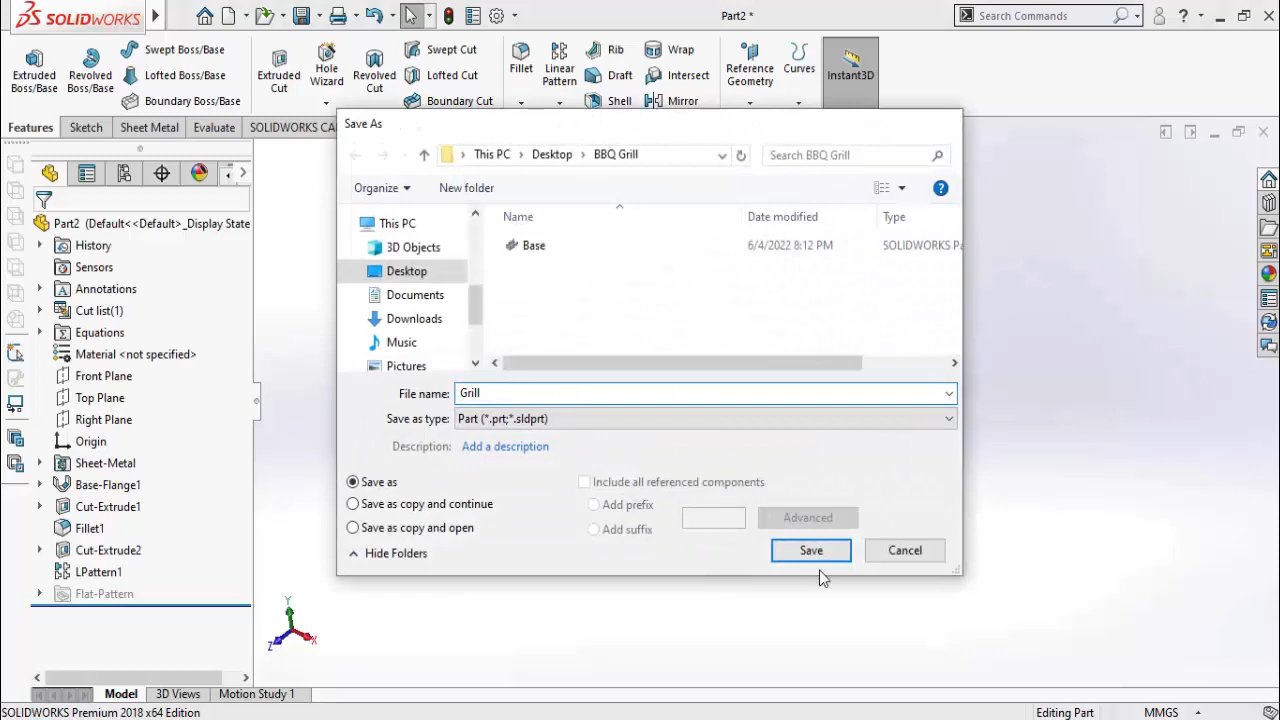 SOLIDWORKS
Part2 *
Search Commands
?
Extruded Boss/Base
Revolved Boss/Base
Swept Boss/Base
Lofted Boss/Base
Boundary Boss/Base
Extruded Cut
Hole Wizard
Revolved Cut
Swept Cut
Lofted Cut
Boundary Cut
Fillet
Linear Pattern
Rib
Draft
Shell
Wrap
Intersect
Mirror
Reference Geometry
Curves
Instant3D
Features
Sketch
Sheet Metal
Evaluate
SOLIDWORKS CA
Part2 (Default<<Default>_Display State
History
Sensors
Annotations
Cut list(1)
Equations
Material <not specified>
Front Plane
Top Plane
Right Plane
Origin
Sheet-Metal
Base-Flange1
Cut-Extrude1
Fillet1
Cut-Extrude2
LPattern1
Flat-Pattern
Save As
This PC > Desktop > BBQ Grill
Search BBQ Grill
Organize
New folder
?
This PC
3D Objects
Desktop
Documents
Downloads
Music
Pictures
Name Date modified Type
Base 6/4/2022 8:12 PM SOLIDWORKS Pa
File name: Grill
Save as type: Part (*.prt;*.sldprt)
Description: Add a description
Save as
Save as copy and continue
Save as copy and open
Include all referenced components
Add prefix
Add suffix
Advanced
Hide Folders
Save
Cancel
Y
Z
X
Model
3D Views
Motion Study 1
SOLIDWORKS Premium 2018 x64 Edition
Editing Part
MMGS